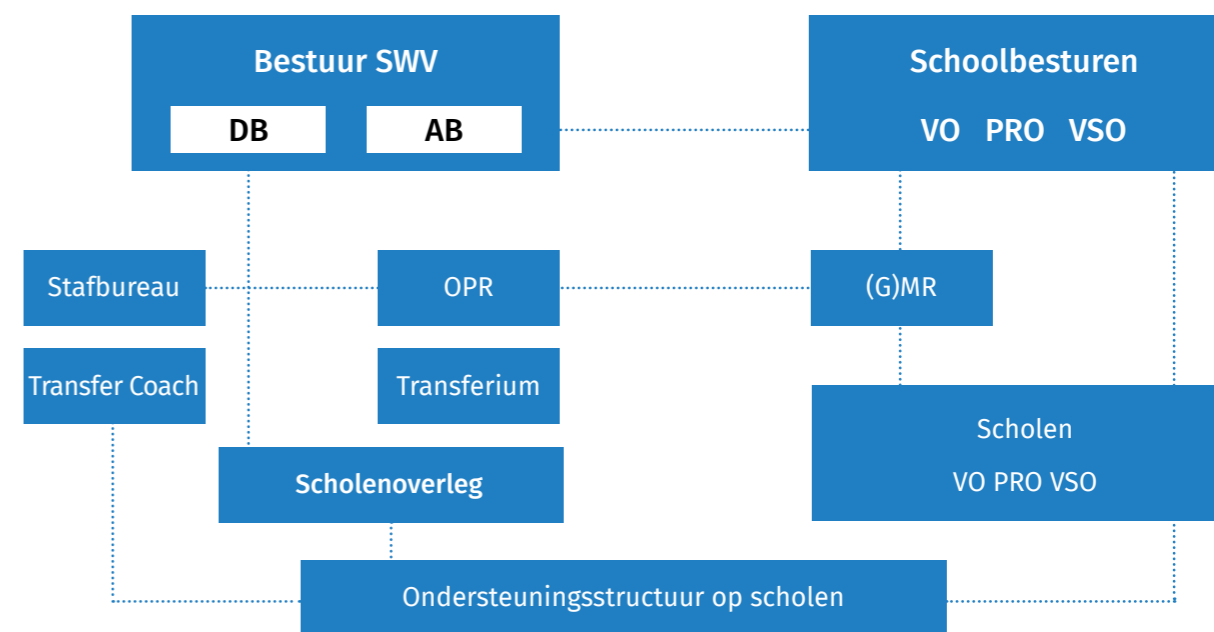 Bestuur SWV
DB AB
Schoolbesturen
VO PRO VSO
Stafbureau
OPR
(G)MR
Transfer Coach
Transferium
Scholen
VO PRO VSO
Scholenoverleg
Ondersteuningsstructuur op scholen